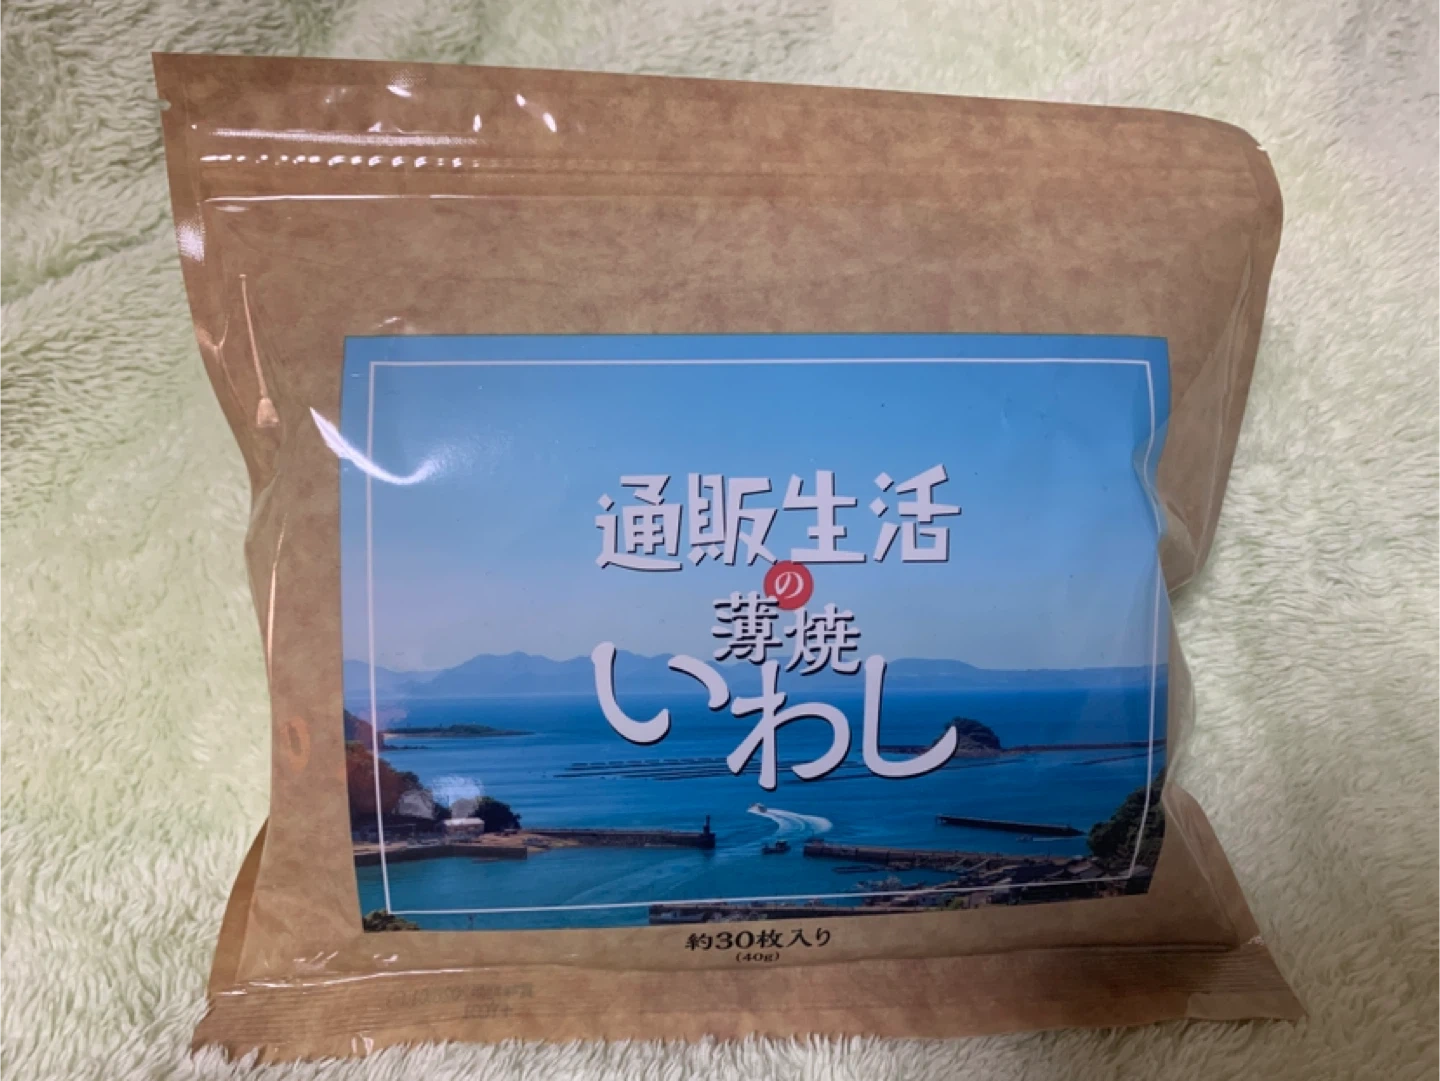 通販生活
の
薄焼
いわし
約30枚入り
(40g)